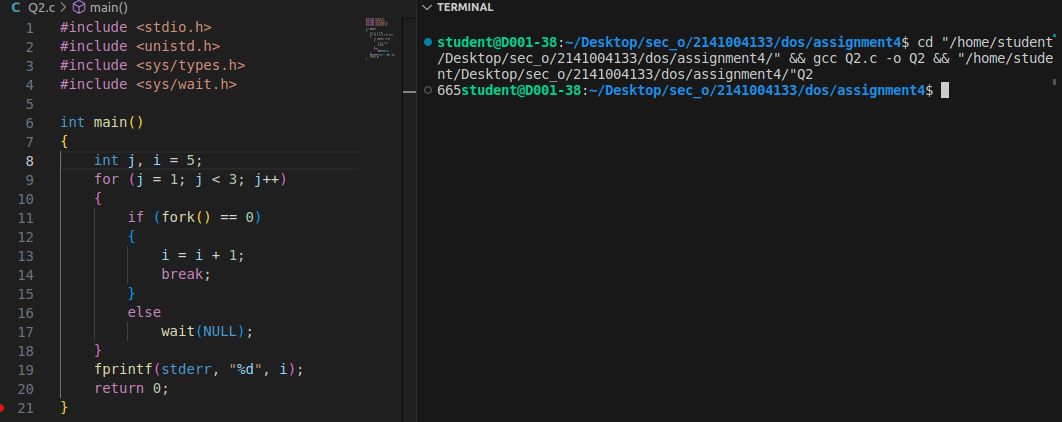 C Q2.c > main()
1 #include <stdio.h>
2 #include <unistd.h>
3 #include <sys/types.h>
4 #include <sys/wait.h>
5
6 int main()
7 {
8     int j, i = 5;
9     for (j = 1; j < 3; j++)
10     {
11         if (fork() == 0)
12         {
13             i = i + 1;
14             break;
15         }
16         else
17             wait(NULL);
18     }
19     fprintf(stderr, "%d", i);
20     return 0;
21 }
TERMINAL
student@D001-38:~/Desktop/sec_o/2141004133/dos/assignment4$ cd "/home/student
/Desktop/sec_o/2141004133/dos/assignment4/" && gcc Q2.c -o Q2 && "/home/stude
nt/Desktop/sec_o/2141004133/dos/assignment4/"Q2
665student@D001-38:~/Desktop/sec_o/2141004133/dos/assignment4$